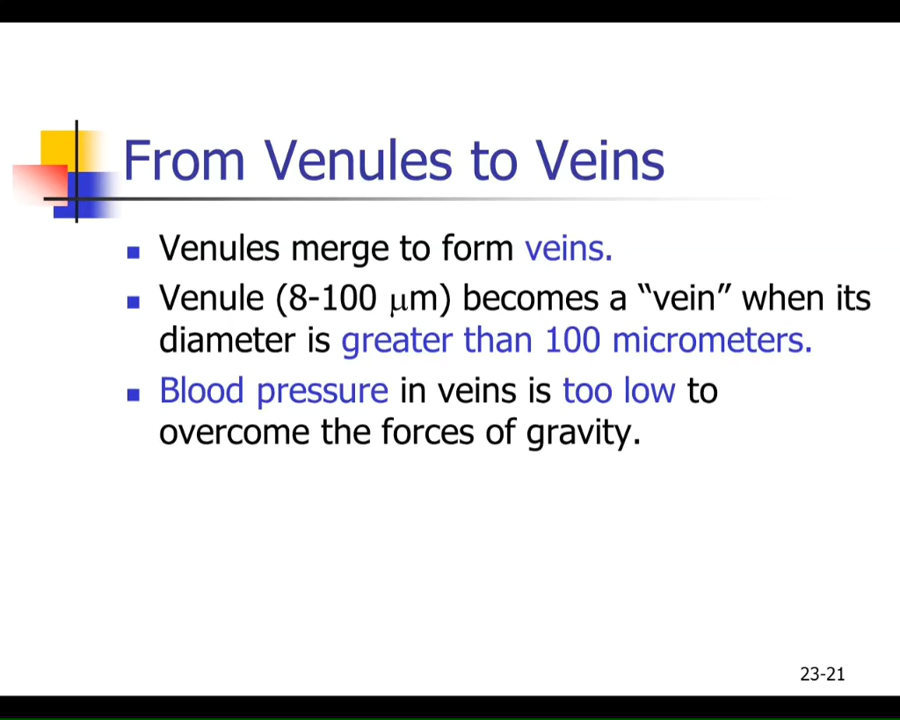 From Venules to Veins
Venules merge to form veins.
Venule (8-100 μm) becomes a “vein” when its
diameter is greater than 100 micrometers.
Blood pressure in veins is too low to
overcome the forces of gravity.
23-21